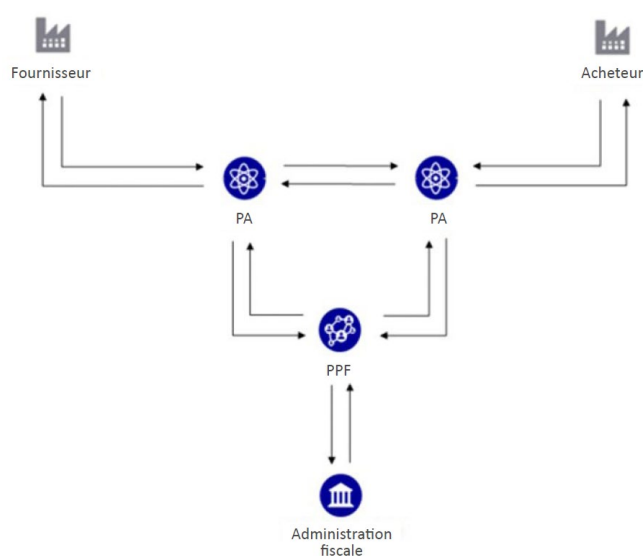 Fournisseur
Acheteur
PA
PA
PPF
Administration
fiscale